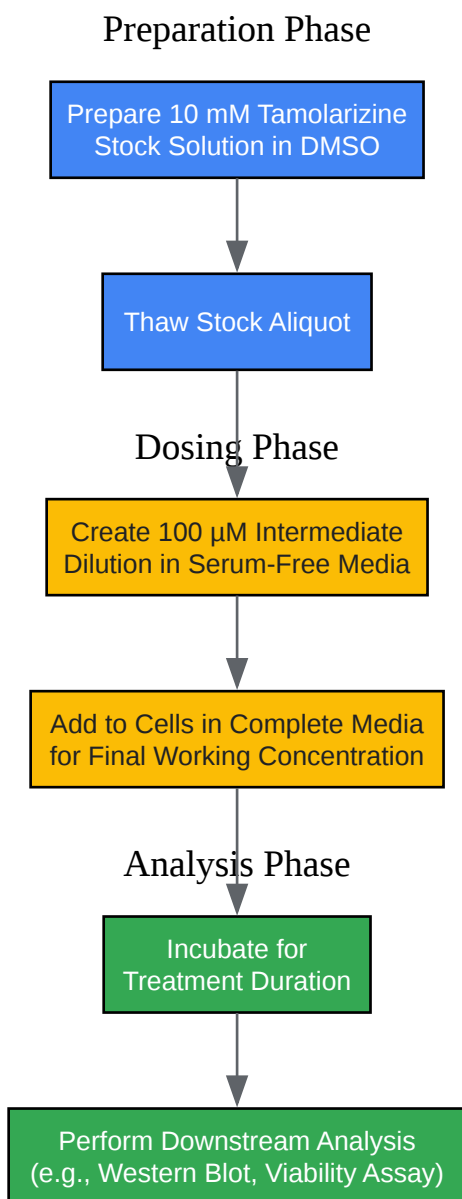 Preparation Phase
Prepare 10 mM Tamolarizine
Stock Solution in DMSO
Thaw Stock Aliquot
Dosing Phase
Create 100 µM Intermediate
Dilution in Serum-Free Media
Add to Cells in Complete Media
for Final Working Concentration
Analysis Phase
Incubate for
Treatment Duration
Perform Downstream Analysis
(e.g., Western Blot, Viability Assay)